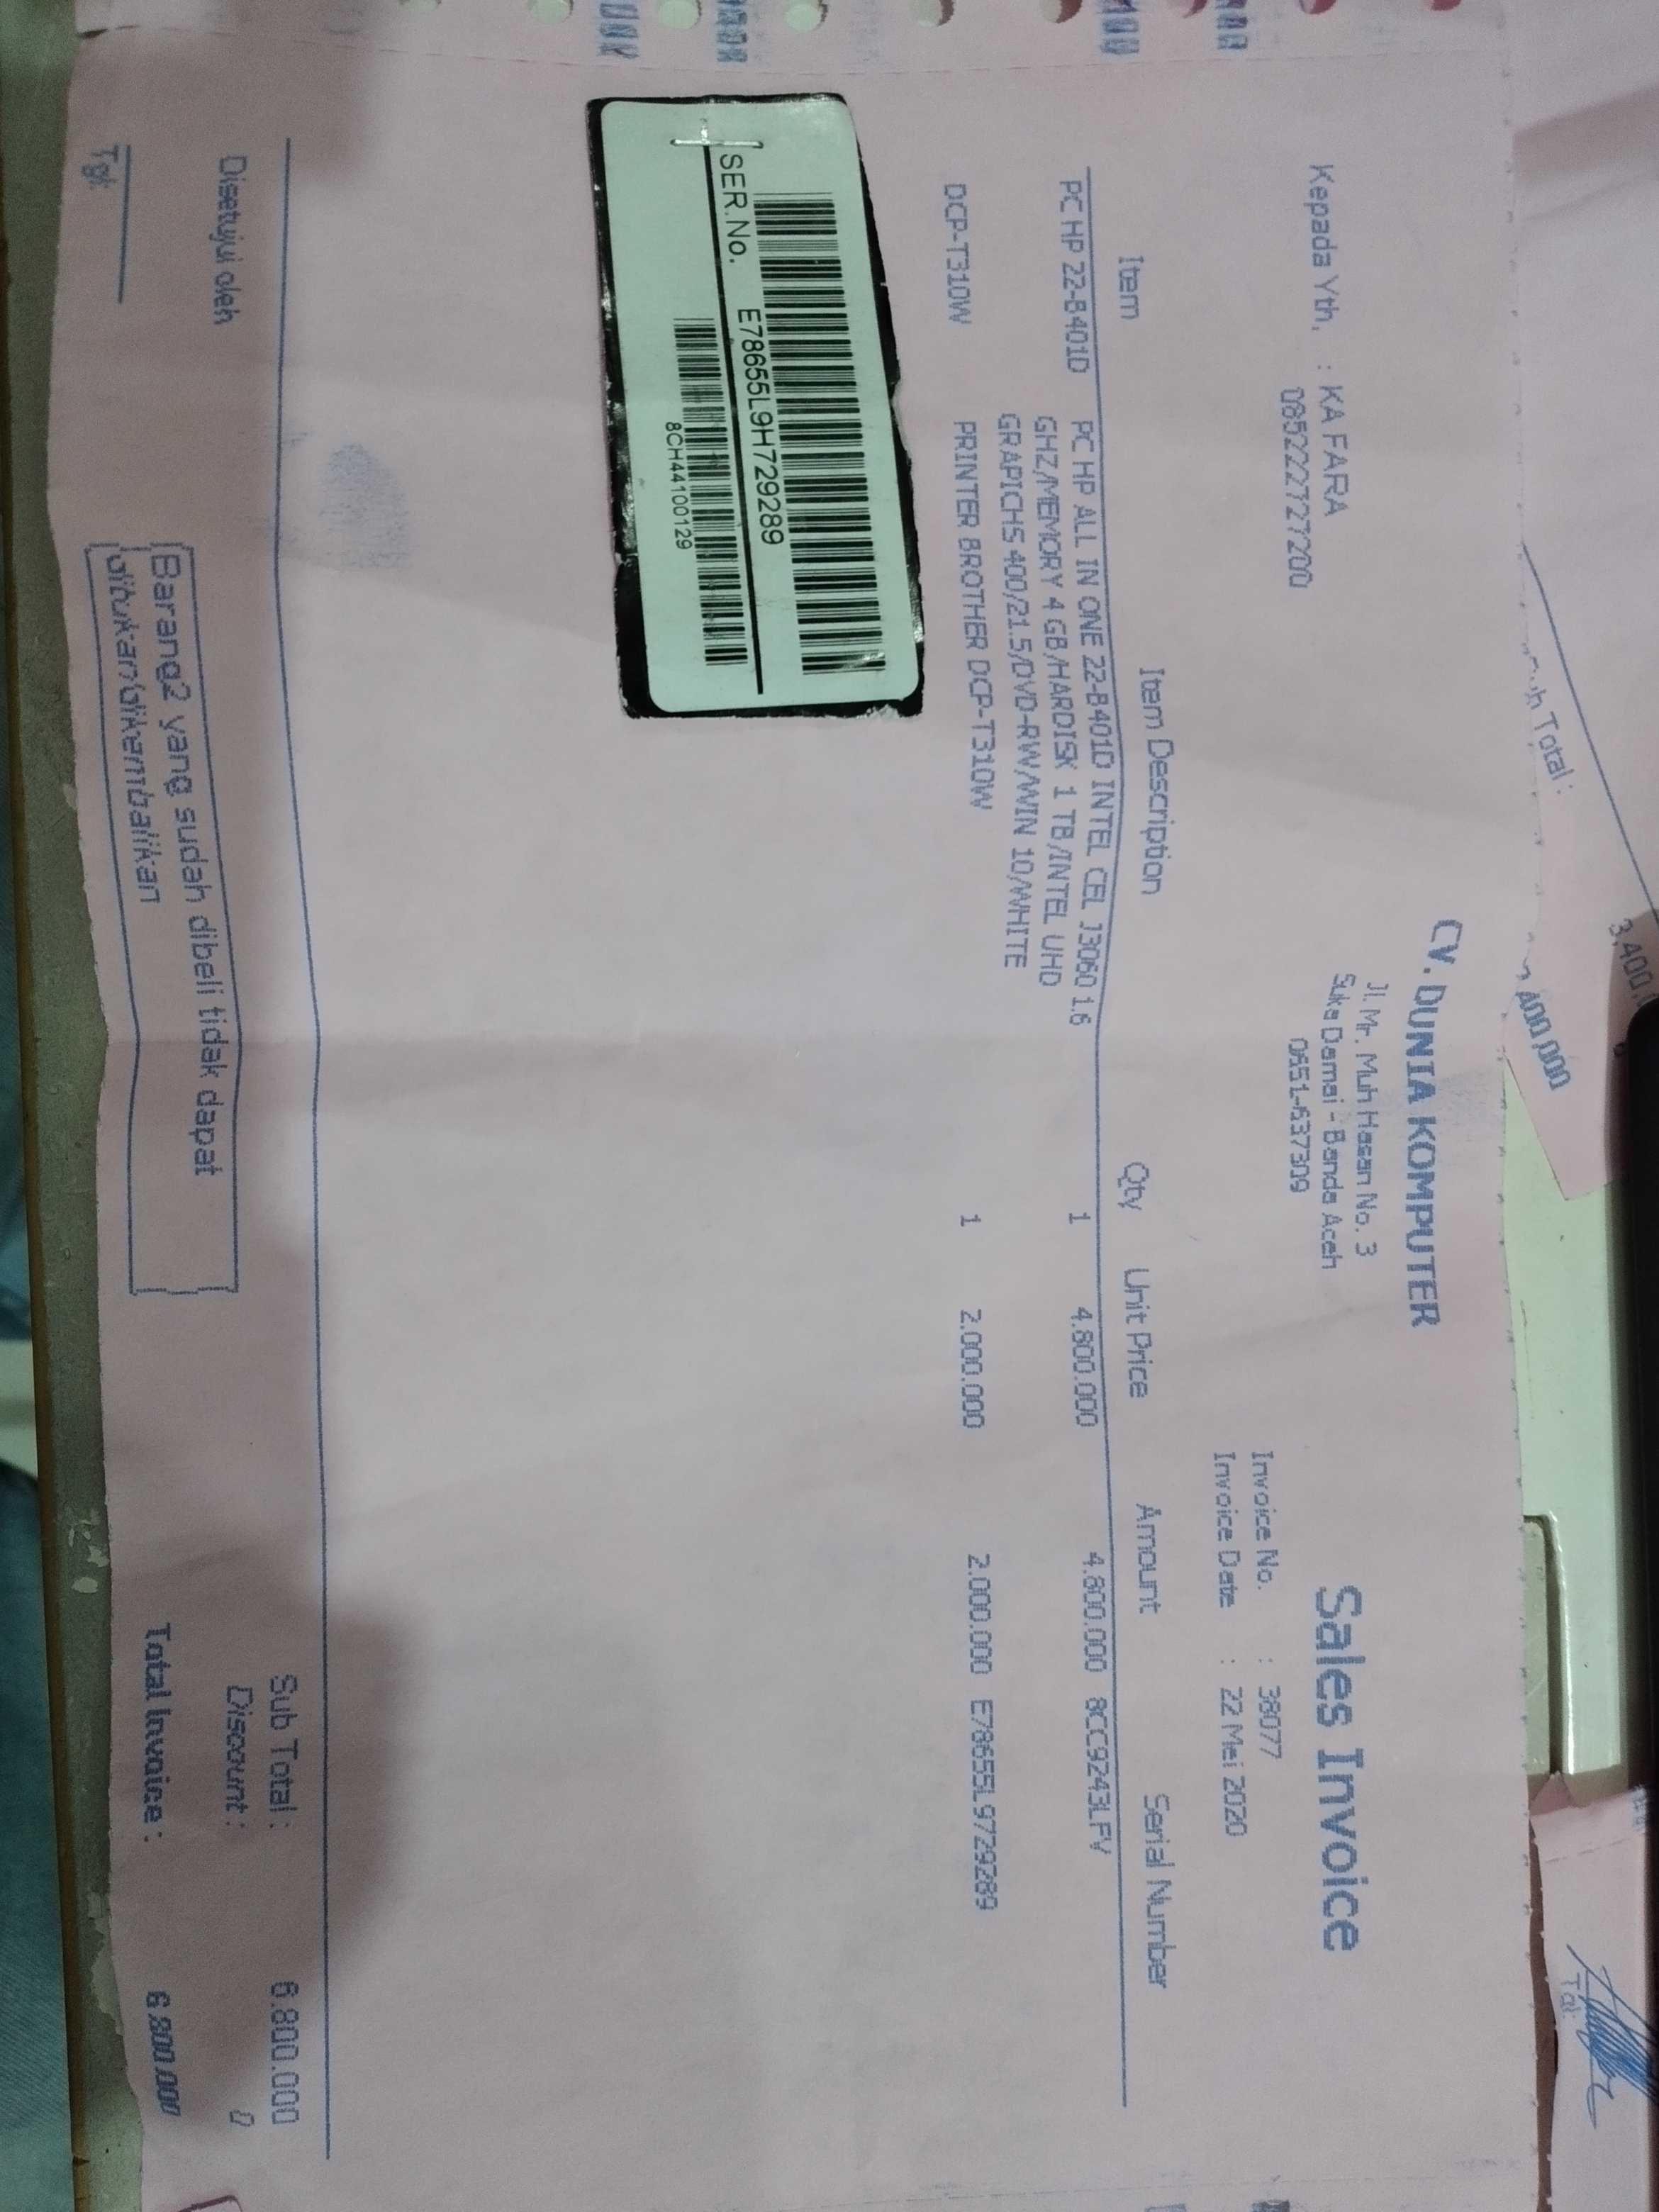 CV. DUNIA KOMPUTER
Jl. Mr. Muh Hasan No. 3
Suka Damai - Banda Aceh
0651-637309
Sales Invoice
Kepada Yth. : KA FARA
085222727200
Invoice No. : 38077
Invoice Date : 22 Mei 2020
Item Item Description Qty Unit Price Amount Serial Number
PC HP 22-B401D PC HP ALL IN ONE 22-B401D INTEL CEL J3060 1.6 1 4.800.000 4.800.000 8CC9243LFV
GHZ/MEMORY 4 GB/HARDISK 1 TB/INTEL UHD
GRAPICHS 400/21.5/DVD-RW/WIN 10/WHITE
DCP-T310W PRINTER BROTHER DCP-T310W 1 2.000.000 2.000.000 E78655L9729289
SER.No. E78655L9H729289
8CH44100129
Disetujui oleh
Tgl:
Barang2 yang sudah dibeli tidak dapat
ditukar/dikembalikan
Sub Total : 6.800.000
Discount : 0
Total Invoice : 6.800.000
Total :
3,400,
400,000
Tgl: